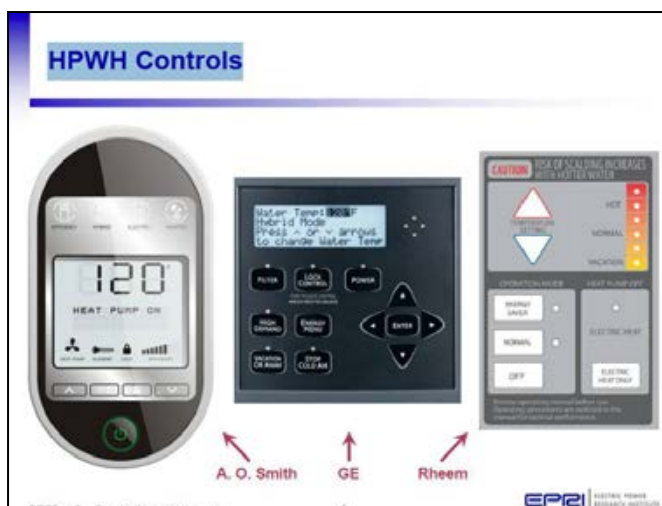 HPWH Controls
120°
HEAT PUMP ON
Water Temp: 120°F
Hybrid Mode
Press ^ or v arrows
to change Water Temp
FILTER
LOCK CONTROL
POWER
HIGH DEMAND
ENERGY MENU
ENTER
VACATION OR AWAY
STOP COLD AIR
CAUTION RISK OF SCALDING INCREASES
WITH HOTTER WATER
TEMPERATURE
SETTING
HOT
NORMAL
VACATION
OPERATION MODE
HEAT PUMP OFF
ENERGY
SAVER
ELECTRIC HEAT
NORMAL
OFF
ELECTRIC
HEAT ONLY
A. O. Smith
GE
Rheem
EPRI
ELECTRIC POWER
RESEARCH INSTITUTE